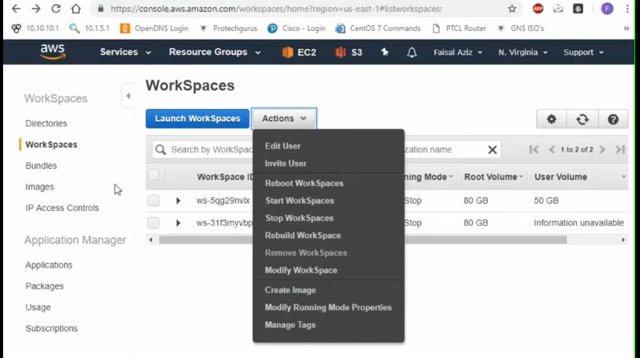 https://console.aws.amazon.com/workspaces/home?region=us-east-1#listworkspaces:
10.10.10.1
10.1.5.1
OpenDNS Login
Protechgurus
Cisco
Login
CentOS 7 Commands
PTCL Router
GNS ISO's
aws
Services
Resource Groups
EC2
S3
Faisal Aziz
N. Virginia
Support
WorkSpaces
Directories
WorkSpaces
Bundles
Images
IP Access Controls
Application Manager
Applications
Packages
Usage
Subscriptions
WorkSpaces
Launch WorkSpaces
Actions
Search by WorkSpac
zation name
1 to 2 of 2
WorkSpace ID
ning Mode
Root Volume
User Volume
ws-5qg29nvlx
Stop
80 GB
50 GB
ws-31f3myvbp
Stop
80 GB
Information unavailable
Edit User
Invite User
Reboot WorkSpaces
Start WorkSpaces
Stop WorkSpaces
Rebuild WorkSpace
Remove WorkSpaces
Modify WorkSpace
Create Image
Modify Running Mode Properties
Manage Tags